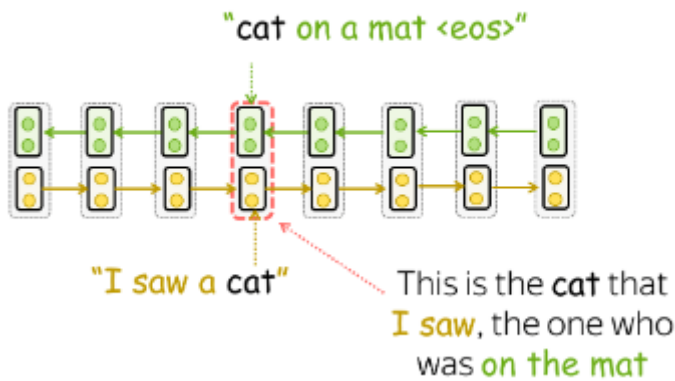 "cat on a mat <eos>"
"I saw a cat"
This is the cat that
I saw, the one who
was on the mat